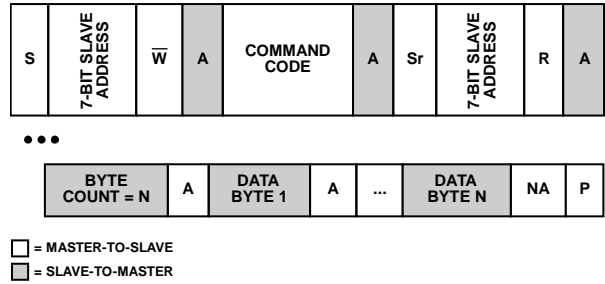 S 7-BIT SLAVE ADDRESS W̅ A COMMAND CODE A Sr 7-BIT SLAVE ADDRESS R A
•••
BYTE COUNT = N A DATA BYTE 1 A ... DATA BYTE N NA P
= MASTER-TO-SLAVE
= SLAVE-TO-MASTER